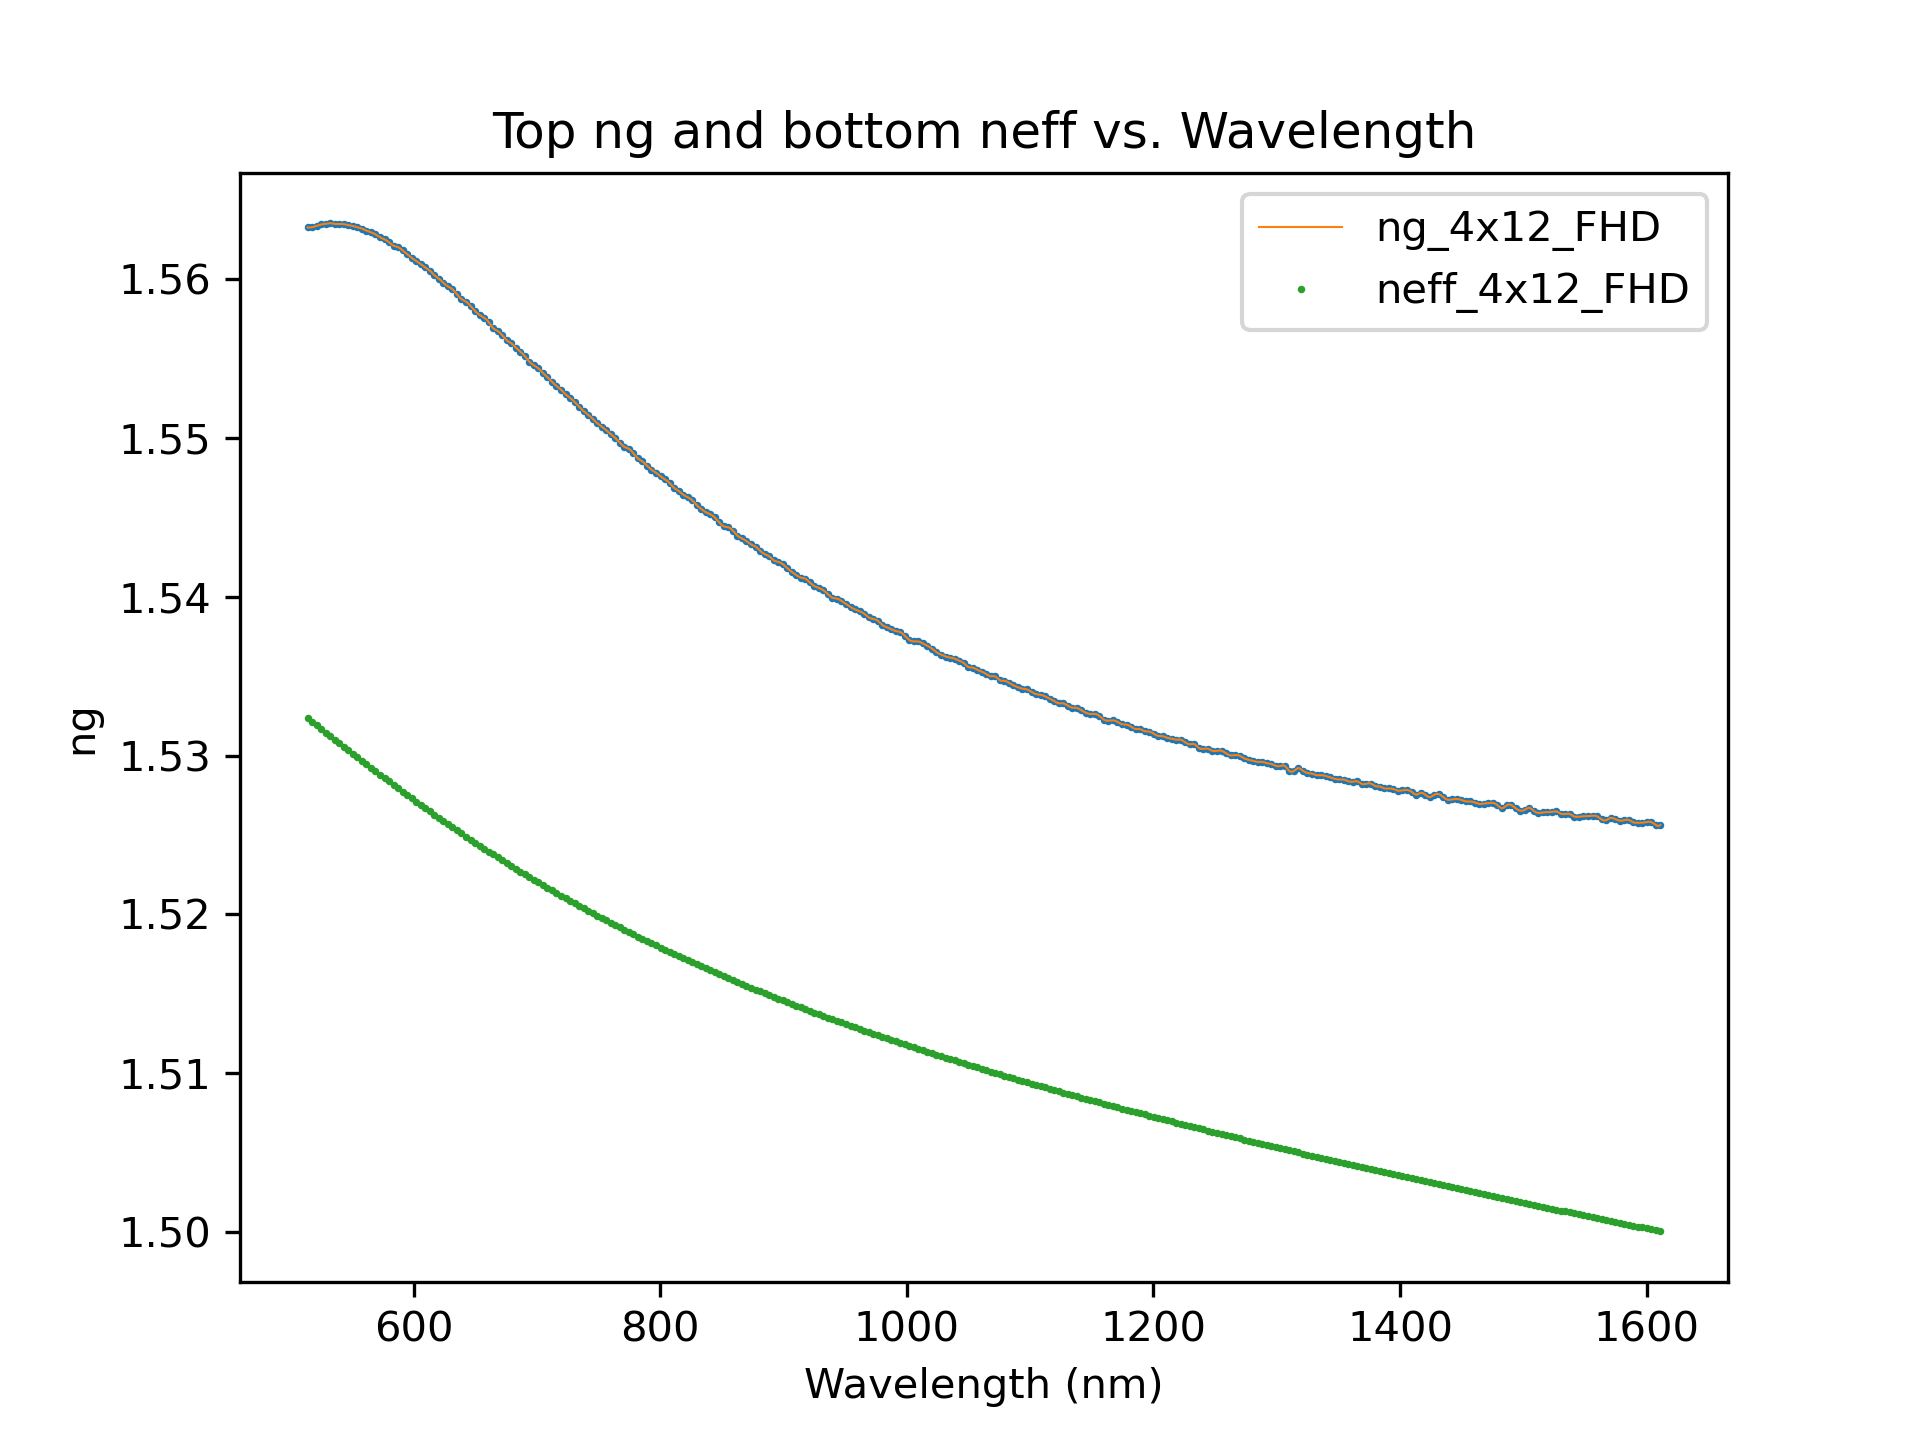 Top ng and bottom neff vs. Wavelength
ng_4x12_FHD
neff_4x12_FHD
1.56
1.55
1.54
1.53
1.52
1.51
1.50
ng
600 800 1000 1200 1400 1600
Wavelength (nm)